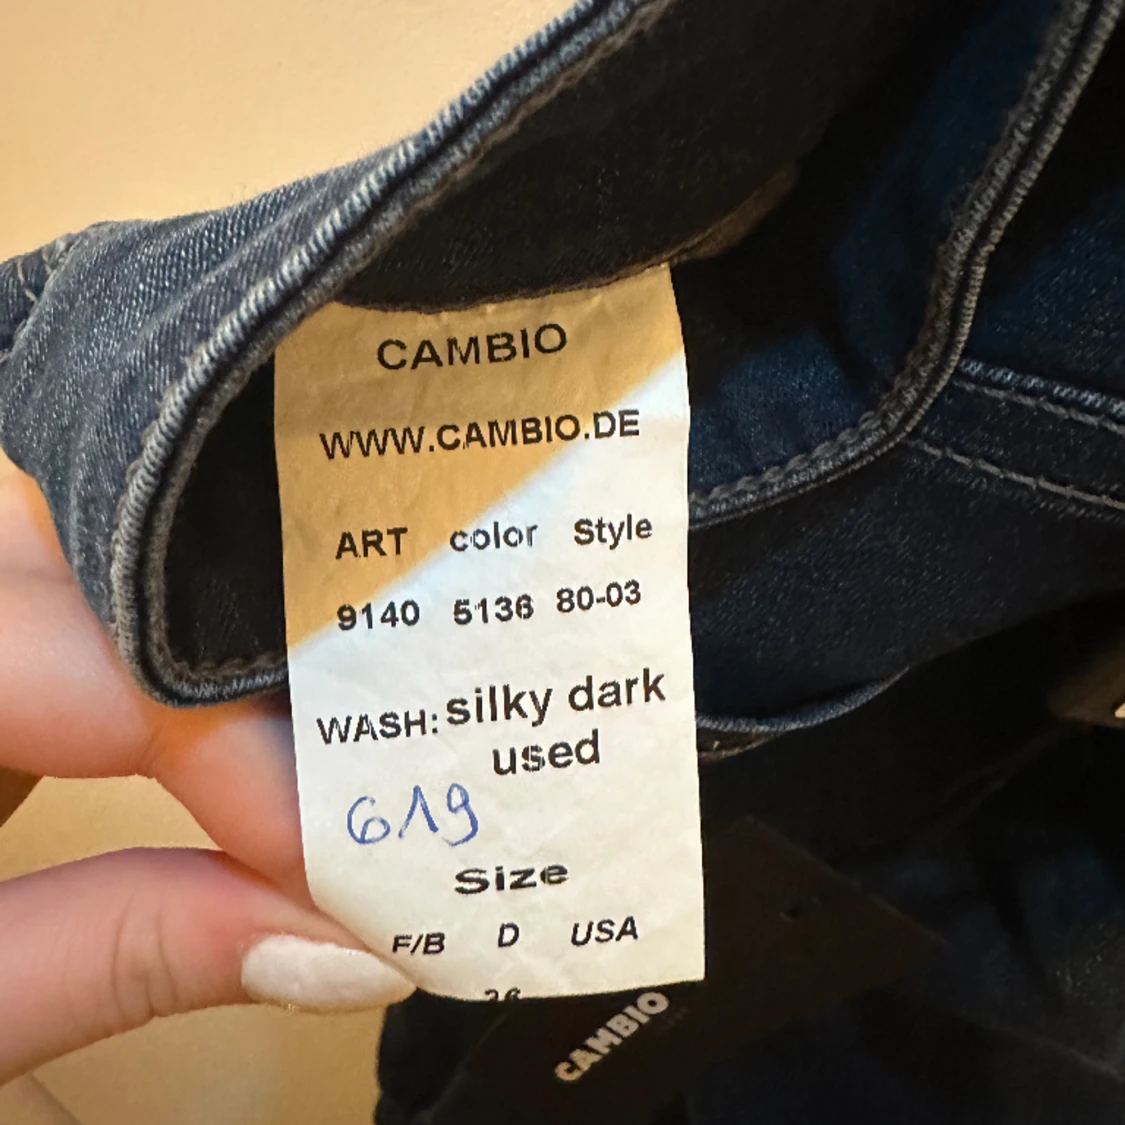 CAMBIO
WWW.CAMBIO.DE
ART color Style
9140 5136 80-03
WASH: silky dark
used
619
Size
F/B D USA
CAMBIO